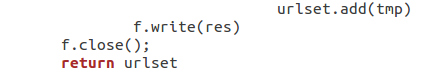 urlset.add(tmp)
f.write(res)
f.close();
return urlset